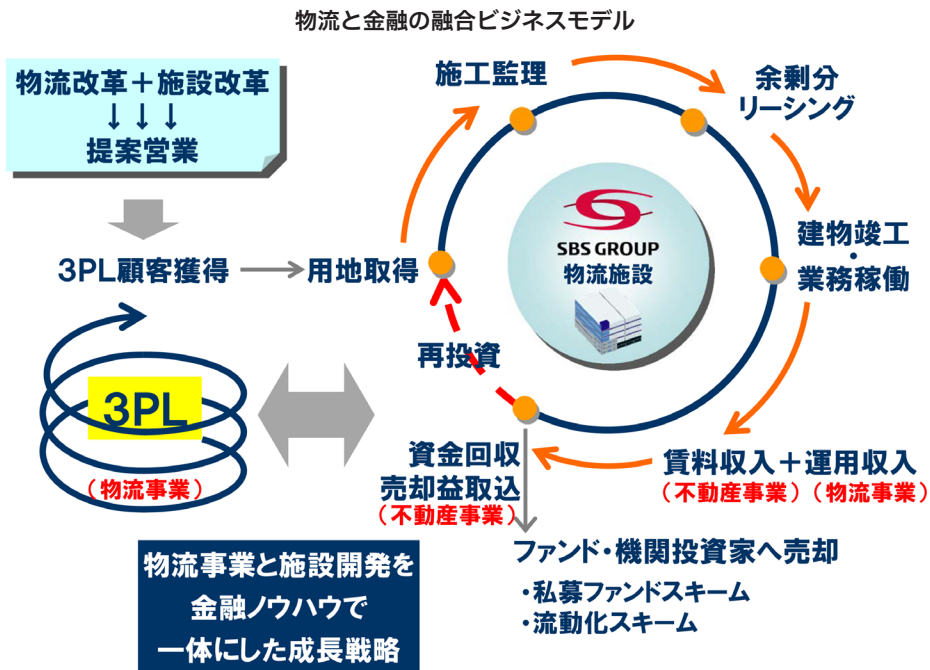 物流と金融の融合ビジネスモデル
物流改革＋施設改革
↓↓↓
提案営業
3PL顧客獲得
用地取得
施工監理
余剰分
リーシング
建物竣工
・
業務稼働
賃料収入＋運用収入
（不動産事業）（物流事業）
資金回収
売却益取込
（不動産事業）
再投資
SBS GROUP
物流施設
3PL
（物流事業）
ファンド・機関投資家へ売却
・私募ファンドスキーム
・流動化スキーム
物流事業と施設開発を
金融ノウハウで
一体にした成長戦略